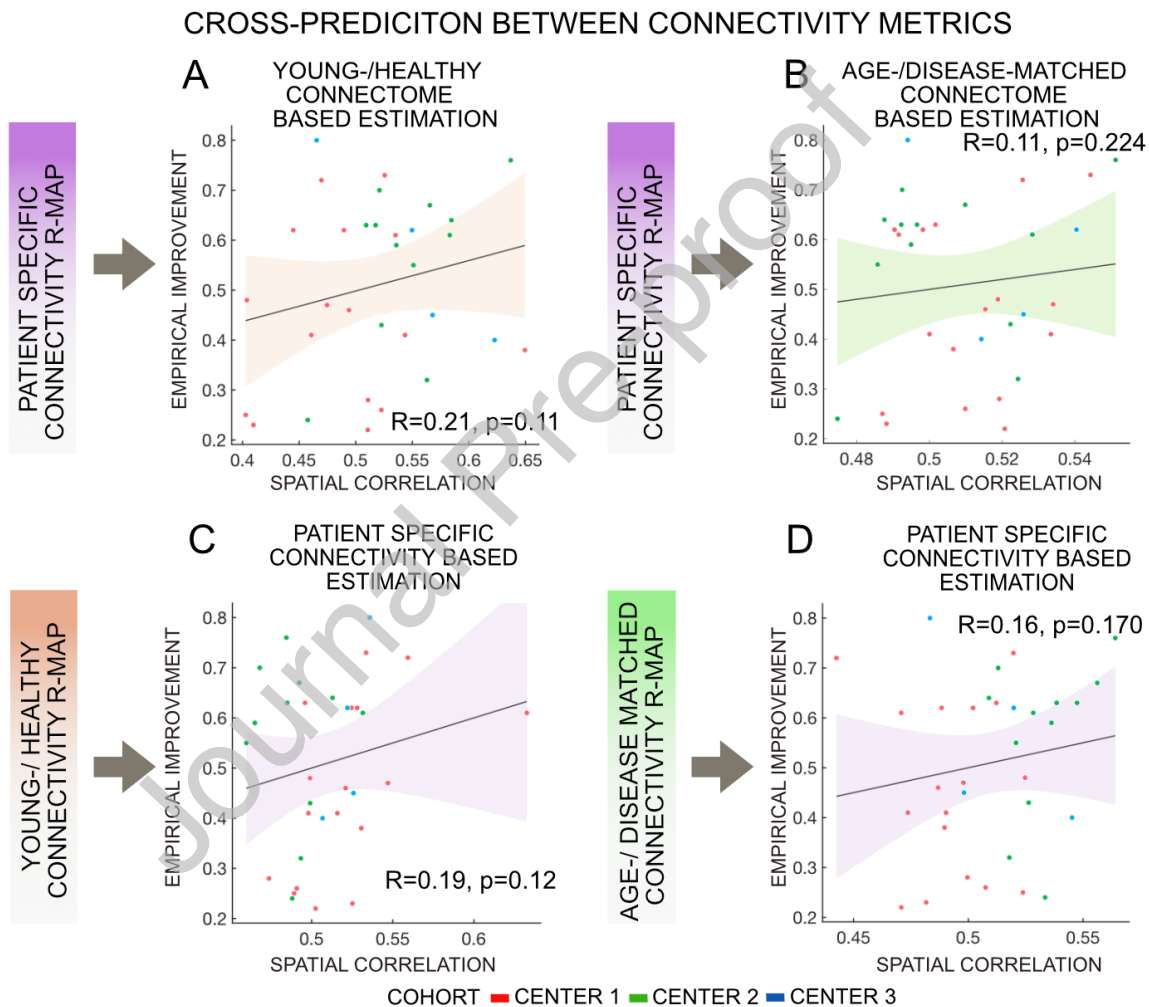 CROSS-PREDICITON BETWEEN CONNECTIVITY METRICS
A
YOUNG-/HEALTHY
CONNECTOME
BASED ESTIMATION
PATIENT SPECIFIC
CONNECTIVITY R-MAP
EMPIRICAL IMPROVEMENT
0.8
0.7
0.6
0.5
0.4
0.3
0.2
R=0.21, p=0.11
0.4
0.45
0.5
0.55
0.6
0.65
SPATIAL CORRELATION
B
AGE-/DISEASE-MATCHED
CONNECTOME
BASED ESTIMATION
PATIENT SPECIFIC
CONNECTIVITY R-MAP
EMPIRICAL IMPROVEMENT
R=0.11, p=0.224
0.8
0.7
0.6
0.5
0.4
0.3
0.2
0.48
0.5
0.52
0.54
SPATIAL CORRELATION
C
PATIENT SPECIFIC
CONNECTIVITY BASED
ESTIMATION
YOUNG-/ HEALTHY
CONNECTIVITY R-MAP
EMPIRICAL IMPROVEMENT
0.8
0.7
0.6
0.5
0.4
0.3
0.2
R=0.19, p=0.12
0.5
0.55
0.6
SPATIAL CORRELATION
D
PATIENT SPECIFIC
CONNECTIVITY BASED
ESTIMATION
AGE-/ DISEASE MATCHED
CONNECTIVITY R-MAP
EMPIRICAL IMPROVEMENT
R=0.16, p=0.170
0.8
0.7
0.6
0.5
0.4
0.3
0.2
0.45
0.5
0.55
SPATIAL CORRELATION
COHORT CENTER 1 CENTER 2 CENTER 3
Journal Pre-proof